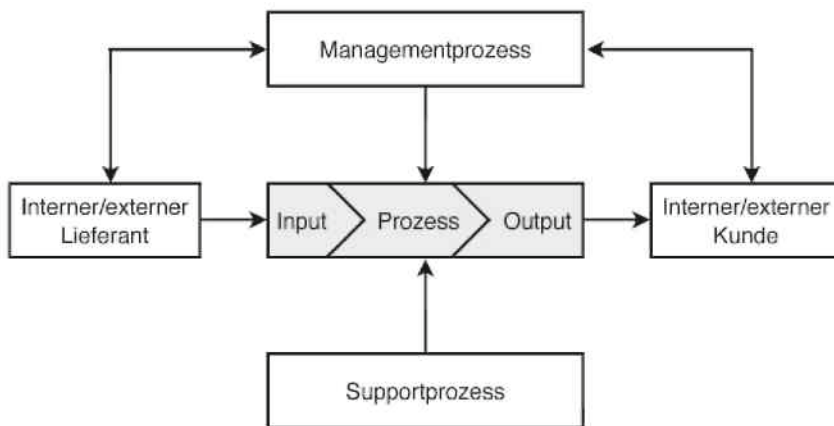 Managementprozess
Interner/externer
Lieferant
Input
Prozess
Output
Interner/externer
Kunde
Supportprozess